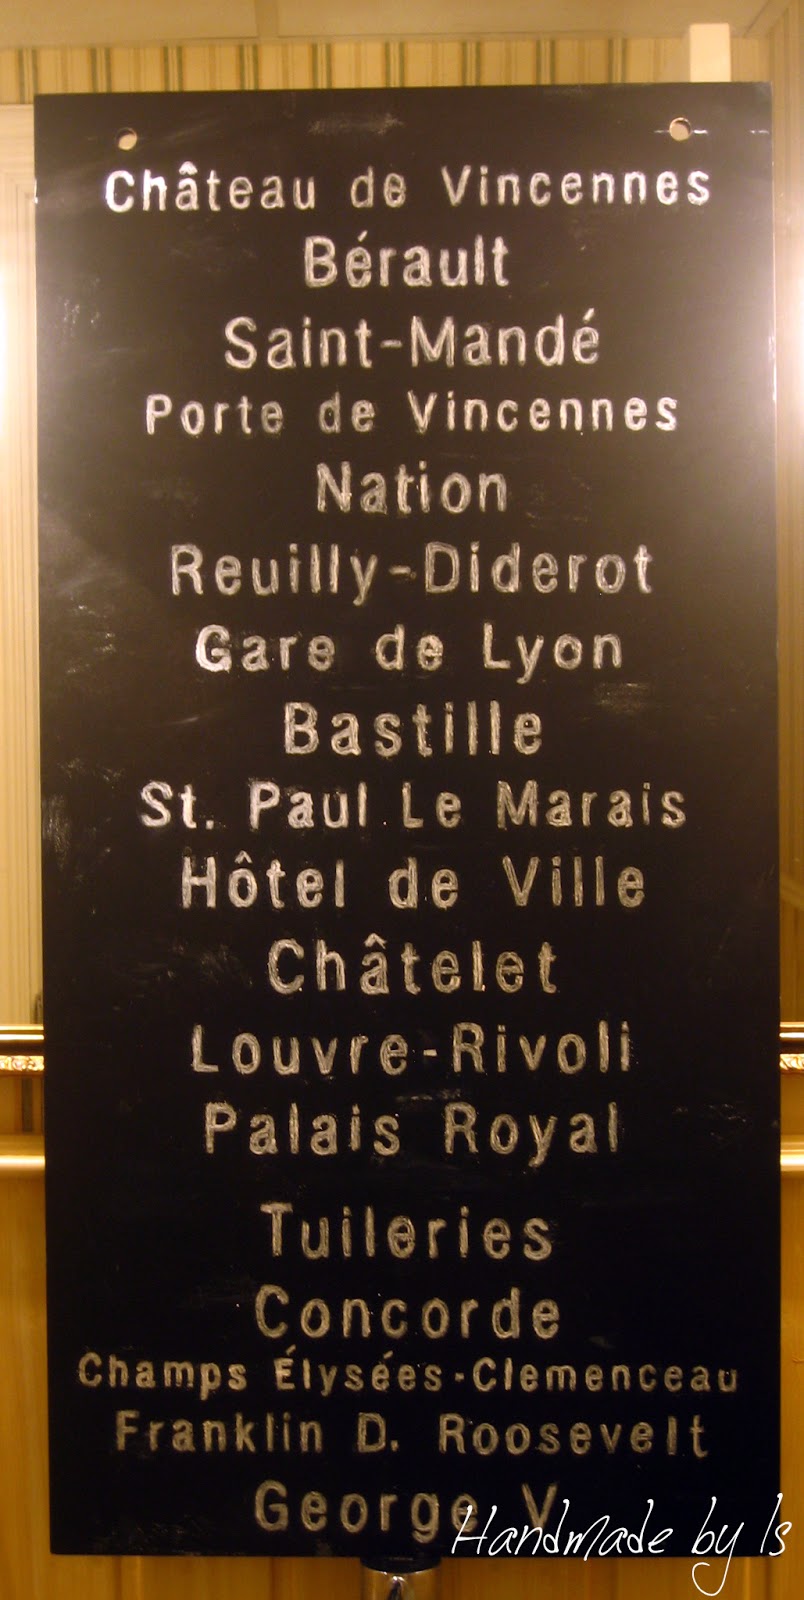 Château de Vincennes
Bérault
Saint-Mandé
Porte de Vincennes
Nation
Reuilly-Diderot
Gare de Lyon
Bastille
St. Paul Le Marais
Hôtel de Ville
Châtelet
Louvre-Rivoli
Palais Royal
Tuileries
Concorde
Champs Élysées-Clemenceau
Franklin D. Roosevelt
George V
Handmade by Is